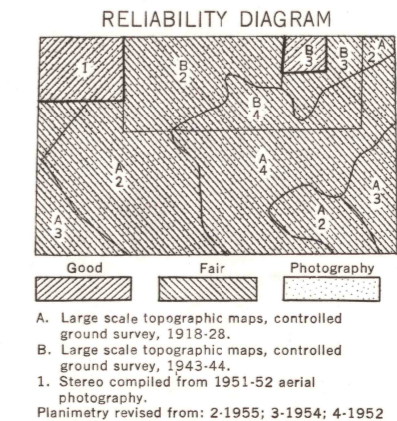 RELIABILITY DIAGRAM
1
B
2
B
3
B
3
A
2
B
4
A
2
A
4
A
3
A
2
A
3
Good
Fair
Photography
A. Large scale topographic maps, controlled
ground survey, 1918-28.
B. Large scale topographic maps, controlled
ground survey, 1943-44.
1. Stereo compiled from 1951-52 aerial
photography.
Planimetry revised from: 2-1955; 3-1954; 4-1952